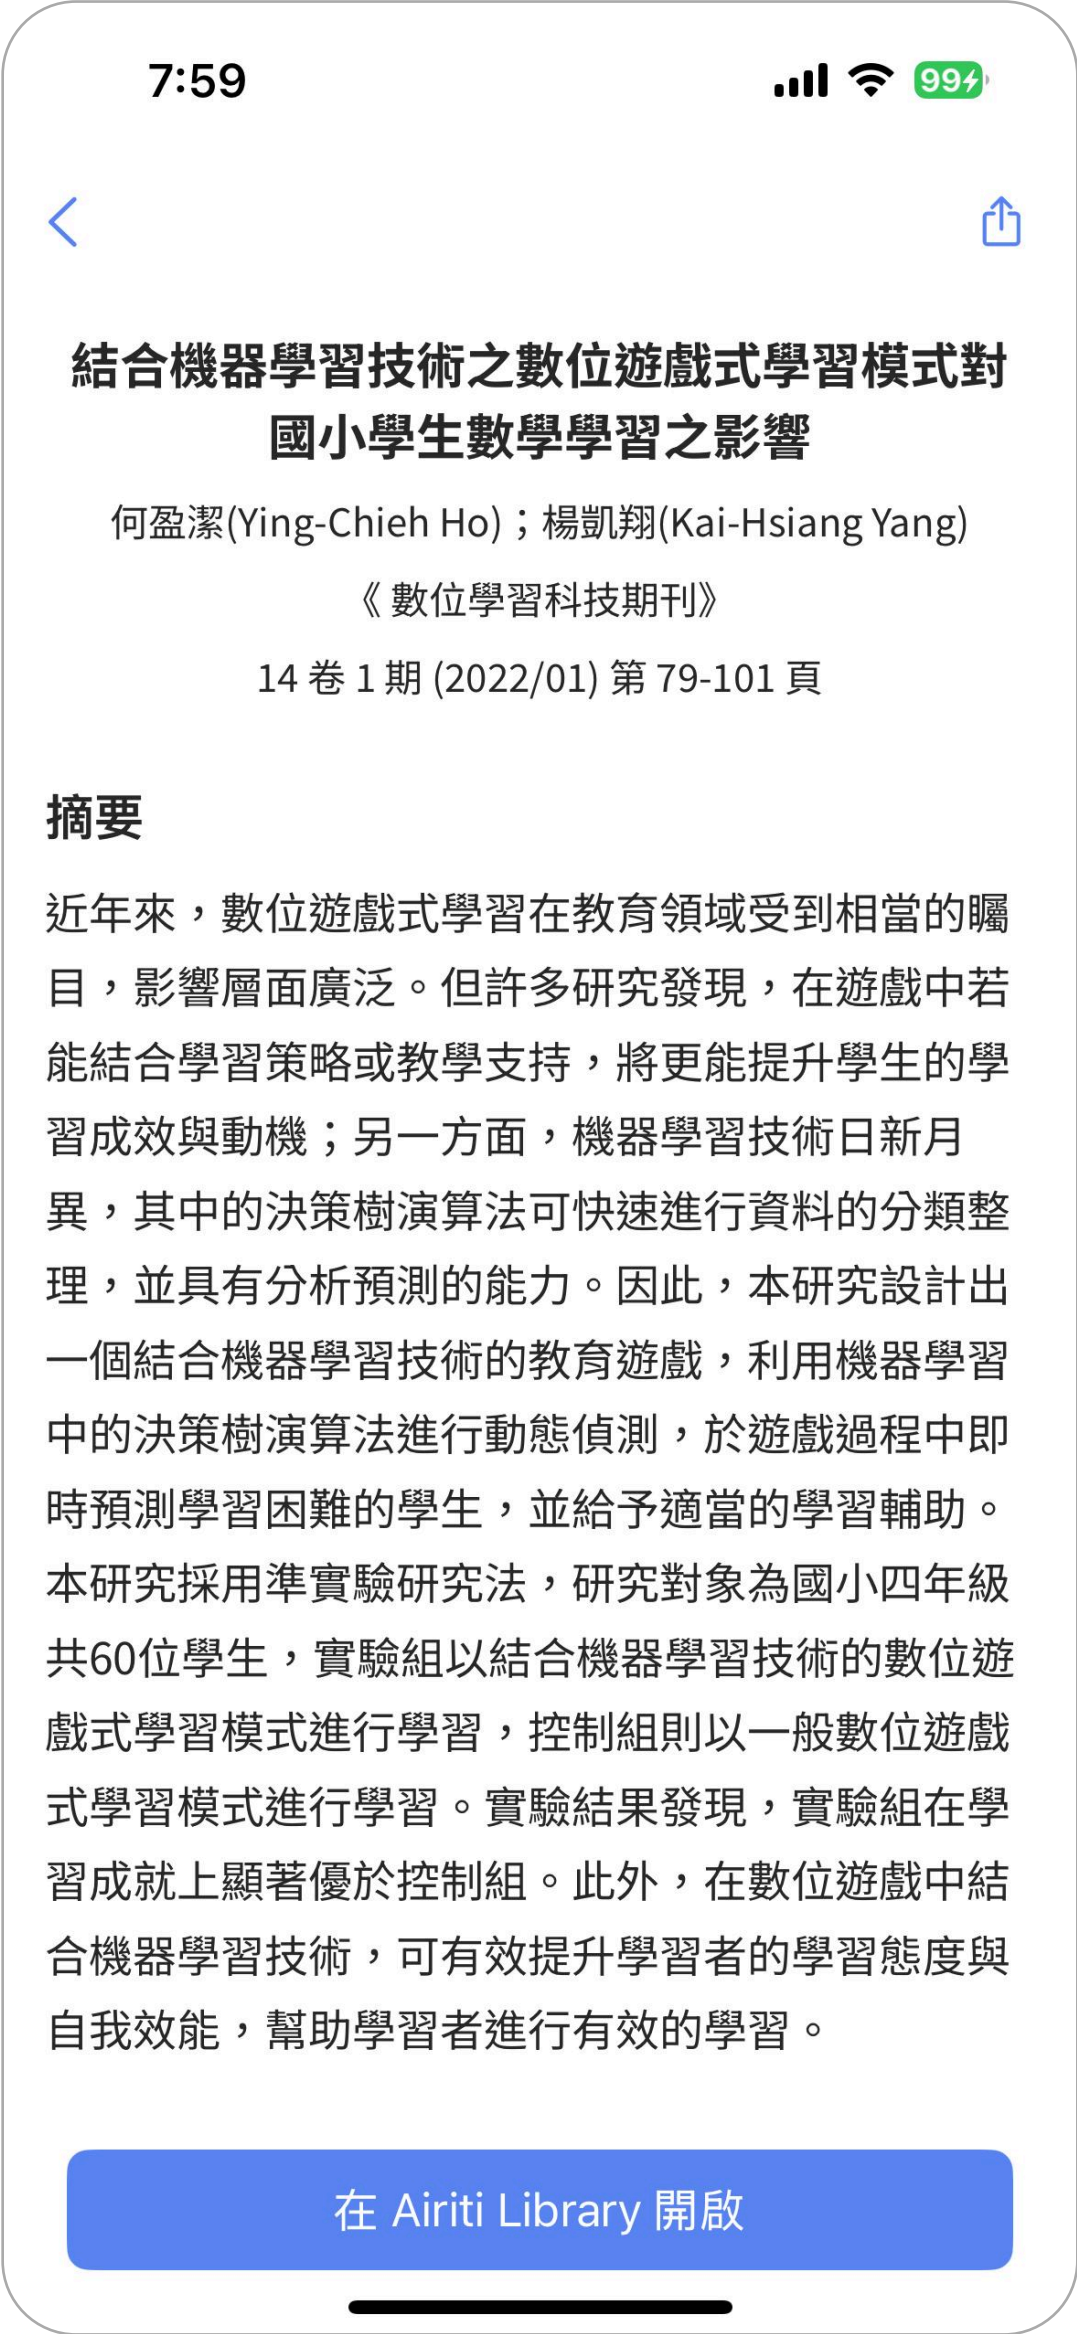 7:59
99
結合機器學習技術之數位遊戲式學習模式對
國小學生數學學習之影響
何盈潔(Ying-Chieh Ho)；楊凱翔(Kai-Hsiang Yang)
《 數位學習科技期刊》
14 卷 1 期 (2022/01) 第 79-101 頁
摘要
近年來，數位遊戲式學習在教育領域受到相當的矚
目，影響層面廣泛。但許多研究發現，在遊戲中若
能結合學習策略或教學支持，將更能提升學生的學
習成效與動機；另一方面，機器學習技術日新月
異，其中的決策樹演算法可快速進行資料的分類整
理，並具有分析預測的能力。因此，本研究設計出
一個結合機器學習技術的教育遊戲，利用機器學習
中的決策樹演算法進行動態偵測，於遊戲過程中即
時預測學習困難的學生，並給予適當的學習輔助。
本研究採用準實驗研究法，研究對象為國小四年級
共60位學生，實驗組以結合機器學習技術的數位遊
戲式學習模式進行學習，控制組則以一般數位遊戲
式學習模式進行學習。實驗結果發現，實驗組在學
習成就上顯著優於控制組。此外，在數位遊戲中結
合機器學習技術，可有效提升學習者的學習態度與
自我效能，幫助學習者進行有效的學習。
在 Airiti Library 開啟